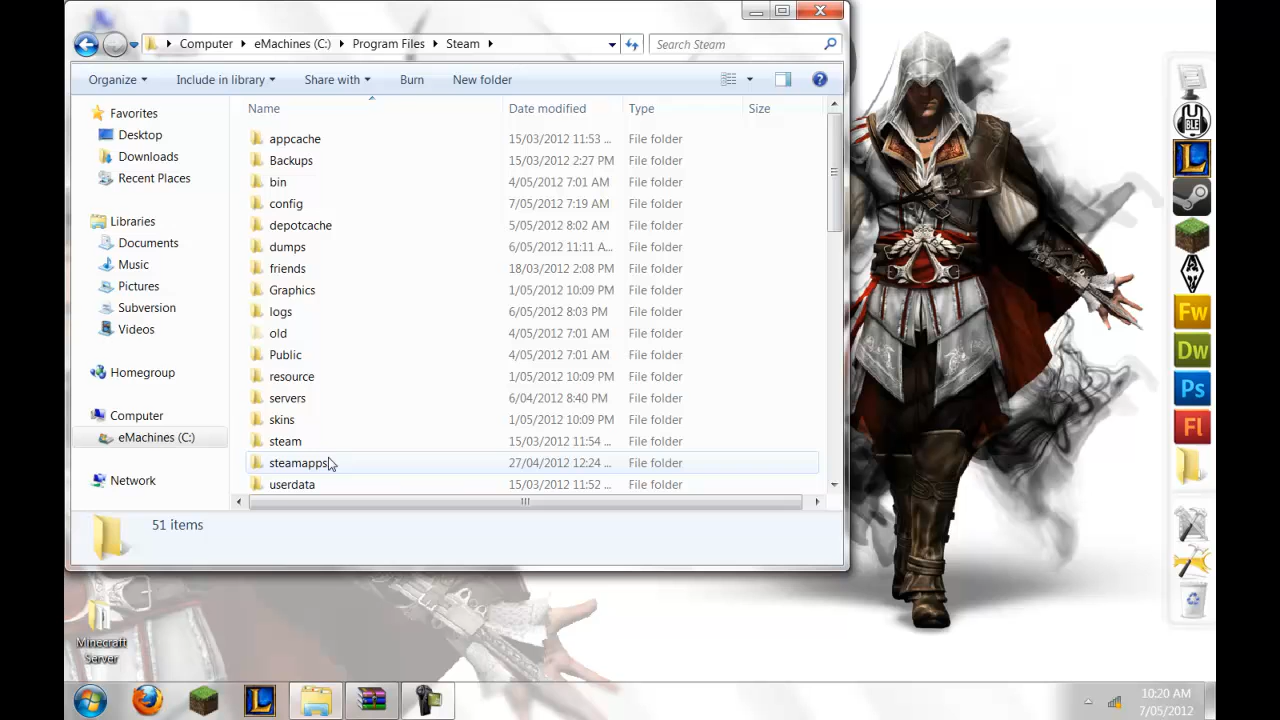 Computer eMachines (C:) Program Files Steam Search Steam
Organize Include in library Share with Burn New folder
Name Date modified Type Size
Favorites
Desktop
Downloads
Recent Places
Libraries
Documents
Music
Pictures
Subversion
Videos
Homegroup
Computer
eMachines (C:)
Network
appcache 15/03/2012 11:53 ... File folder
Backups 15/03/2012 2:27 PM File folder
bin 4/05/2012 7:01 AM File folder
config 7/05/2012 7:19 AM File folder
depotcache 5/05/2012 8:02 AM File folder
dumps 6/05/2012 11:11 A... File folder
friends 18/03/2012 2:08 PM File folder
Graphics 1/05/2012 10:09 PM File folder
logs 6/05/2012 8:03 PM File folder
old 4/05/2012 7:01 AM File folder
Public 4/05/2012 7:01 AM File folder
resource 1/05/2012 10:09 PM File folder
servers 6/04/2012 8:40 PM File folder
skins 1/05/2012 10:09 PM File folder
steam 15/03/2012 11:54 ... File folder
steamapps 27/04/2012 12:24 ... File folder
userdata 15/03/2012 11:52 ... File folder
51 items
Minecraft
Server
U
BLE
L
Fw
Dw
Ps
Fl
L
10:20 AM
7/05/2012